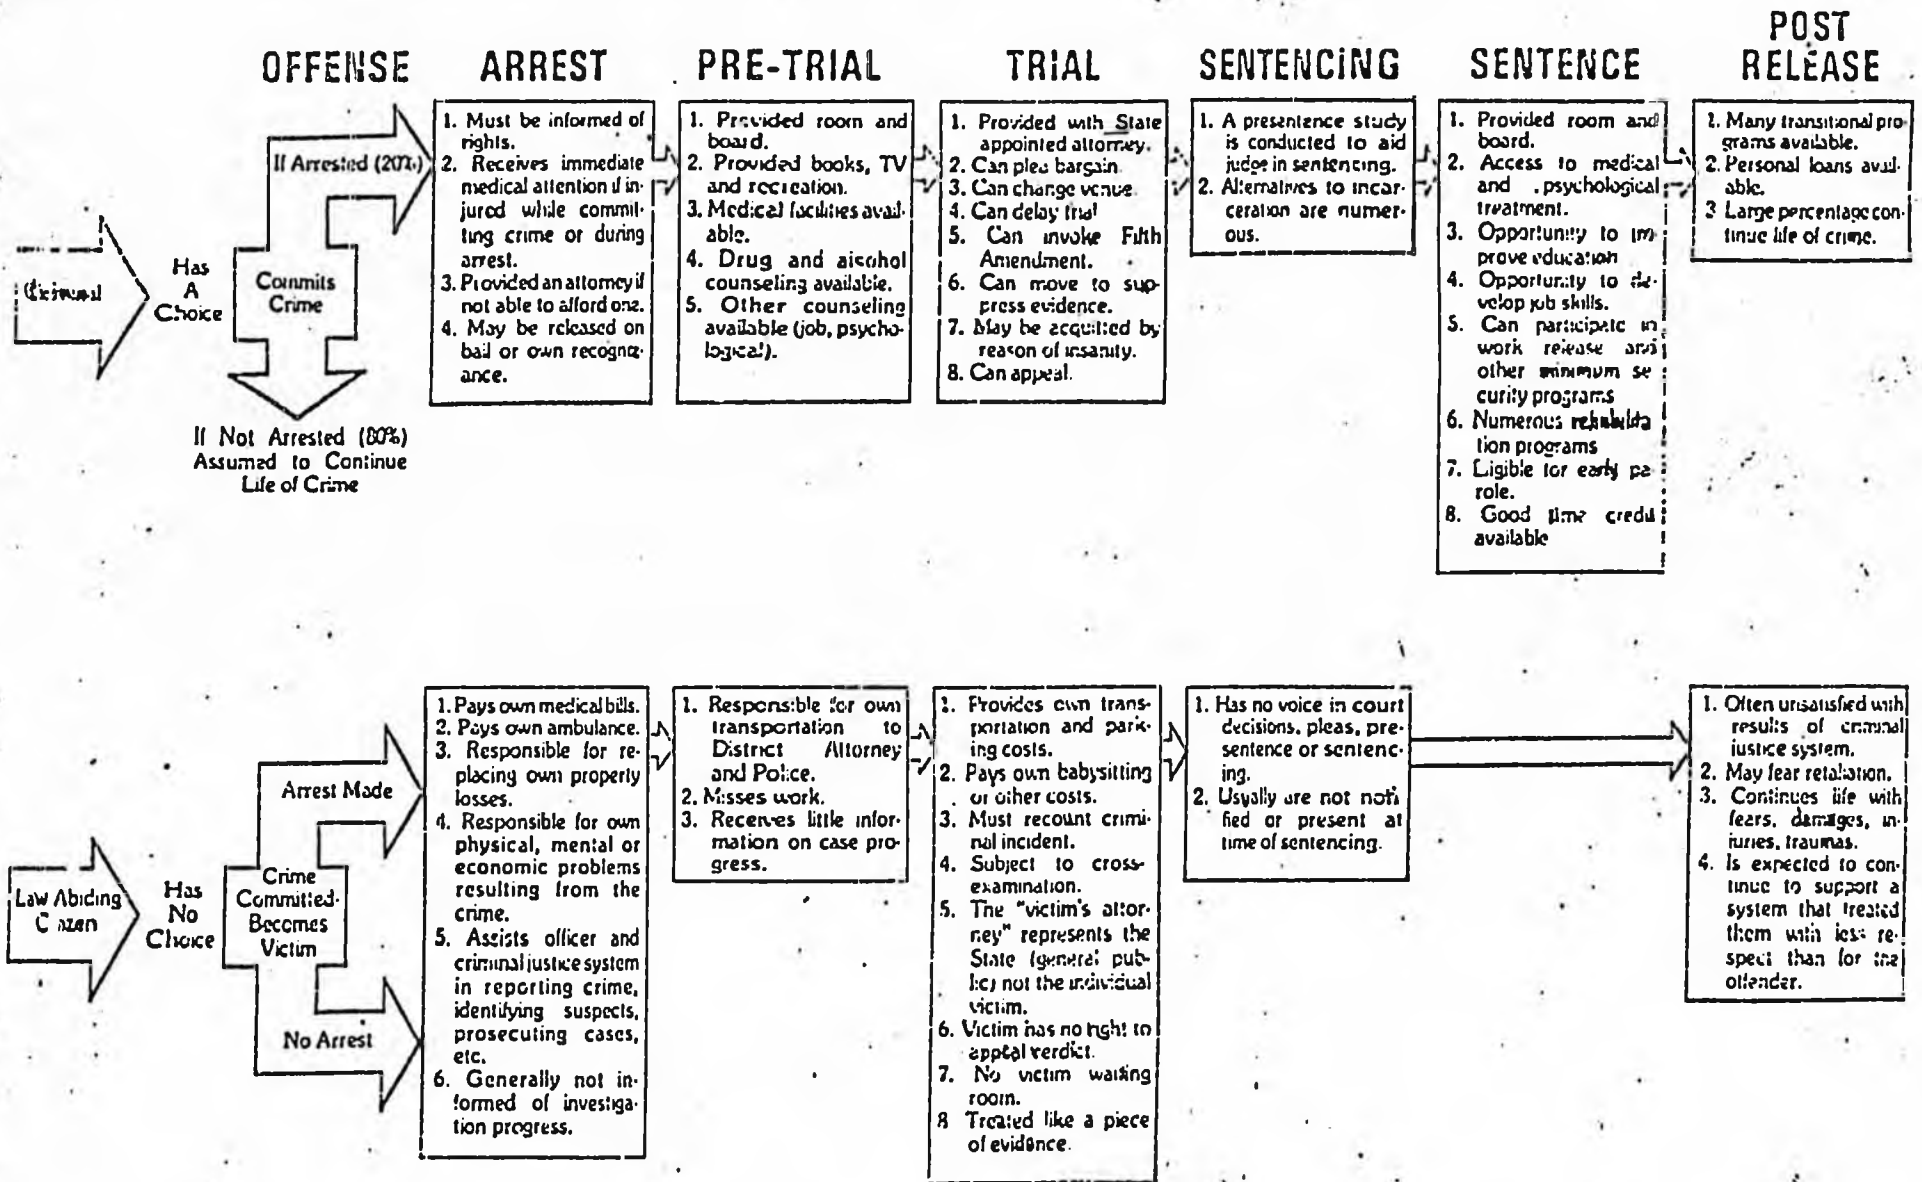 OFFENSE
ARREST
PRE-TRIAL
TRIAL
SENTENCING
SENTENCE
POST
RELEASE
Criminal
Has
A
Choice
Commits
Crime
If Arrested (20%)
If Not Arrested (80%)
Assumed to Continue
Life of Crime
1. Must be informed of
rights.
2. Receives immediate
medical attention if in-
jured while commit-
ting crime or during
arrest.
3. Provided an attorney if
not able to afford one.
4. May be released on
bail or own recogniz-
ance.
1. Provided room and
board.
2. Provided books, TV
and recreation.
3. Medical facilities avail-
able.
4. Drug and alcohol
counseling available.
5. Other counseling
available (job, psycho-
logical).
1. Provided with State
appointed attorney.
2. Can plea bargain.
3. Can change venue.
4. Can delay trial
5. Can invoke Fifth
Amendment.
6. Can move to sup-
press evidence.
7. May be acquitted by
reason of insanity.
8. Can appeal.
1. A presentence study
is conducted to aid
judge in sentencing.
2. Alternatives to incar-
ceration are numer-
ous.
1. Provided room and
board.
2. Access to medical
and psychological
treatment.
3. Opportunity to im-
prove education
4. Opportunity to de-
velop job skills.
5. Can participate in
work release and
other minimum se-
curity programs
6. Numerous rehabilita-
tion programs
7. Eligible for early pa-
role.
8. Good time credit
available
1. Many transitional pro-
grams available.
2. Personal loans avail-
able.
3 Large percentage con-
tinue life of crime.
Law Abiding
Citizen
Has
No
Choice
Crime
Committed-
Becomes
Victim
Arrest Made
No Arrest
1. Pays own medical bills.
2. Pays own ambulance.
3. Responsible for re-
placing own property
losses.
4. Responsible for own
physical, mental or
economic problems
resulting from the
crime.
5. Assists officer and
criminal justice system
in reporting crime,
identifying suspects,
prosecuting cases,
etc.
6. Generally not in-
formed of investiga-
tion progress.
1. Responsible for own
transportation to
District Attorney
and Police.
2. Misses work.
3. Receives little infor-
mation on case pro-
gress.
1. Provides own trans-
portation and park-
ing costs.
2. Pays own babysitting
or other costs.
3. Must recount crimi-
nal incident.
4. Subject to cross-
examination.
5. The "victim's attor-
ney" represents the
State (general pub-
lic) not the individual
victim.
6. Victim has no right to
appeal verdict.
7. No victim waiting
room.
8 Treated like a piece
of evidence.
1. Has no voice in court
decisions, pleas, pre-
sentence or sentenc-
ing.
2. Usually are not noti-
fied or present at
time of sentencing.
1. Often unsatisfied with
results of criminal
justice system.
2. May fear retaliation.
3. Continues life with
fears, damages, in-
juries, traumas.
4. Is expected to con-
tinue to support a
system that treated
them with less re-
spect than for the
offender.